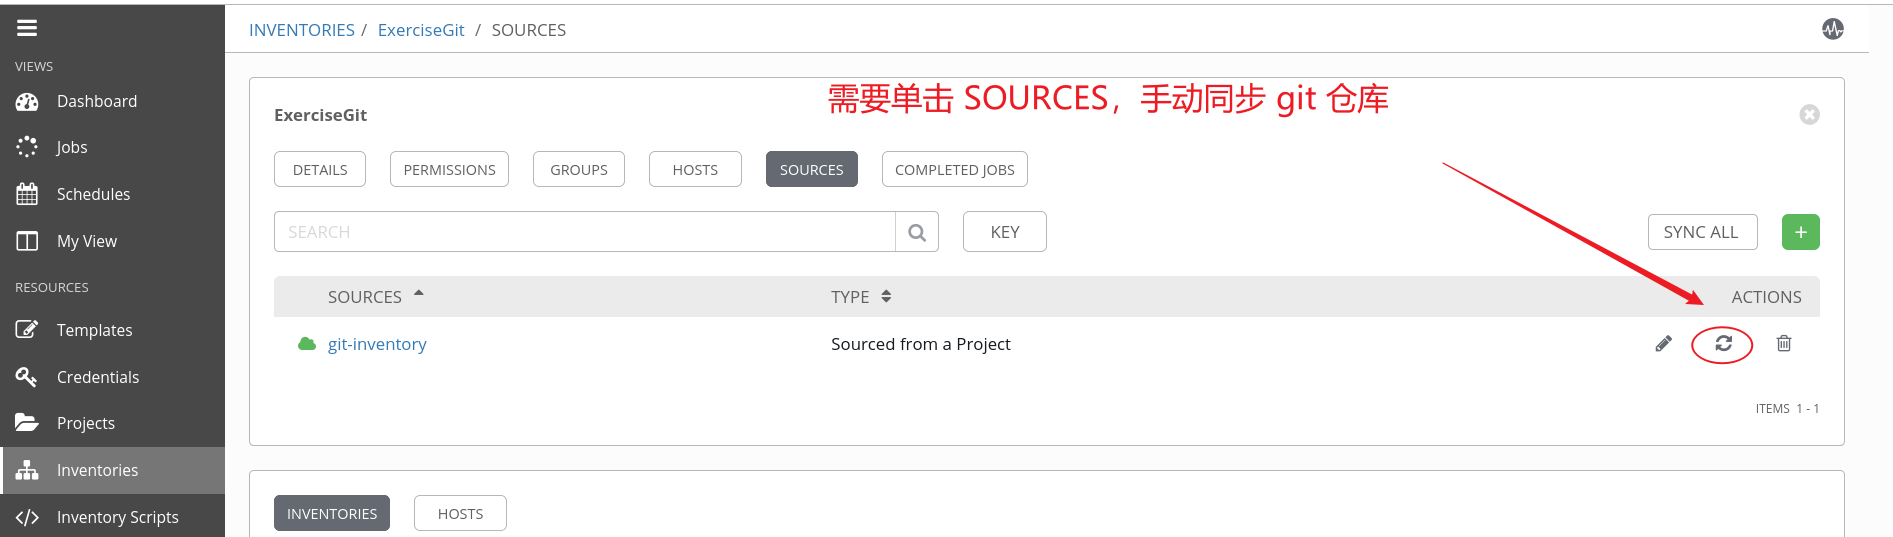 INVENTORIES / ExerciseGit / SOURCES
VIEWS
Dashboard
Jobs
Schedules
My View
RESOURCES
Templates
Credentials
Projects
Inventories
Inventory Scripts
需要单击 SOURCES，手动同步 git 仓库
ExerciseGit
DETAILS PERMISSIONS GROUPS HOSTS SOURCES COMPLETED JOBS
SEARCH KEY SYNC ALL +
SOURCES TYPE ACTIONS
git-inventory Sourced from a Project
ITEMS 1 - 1
INVENTORIES HOSTS